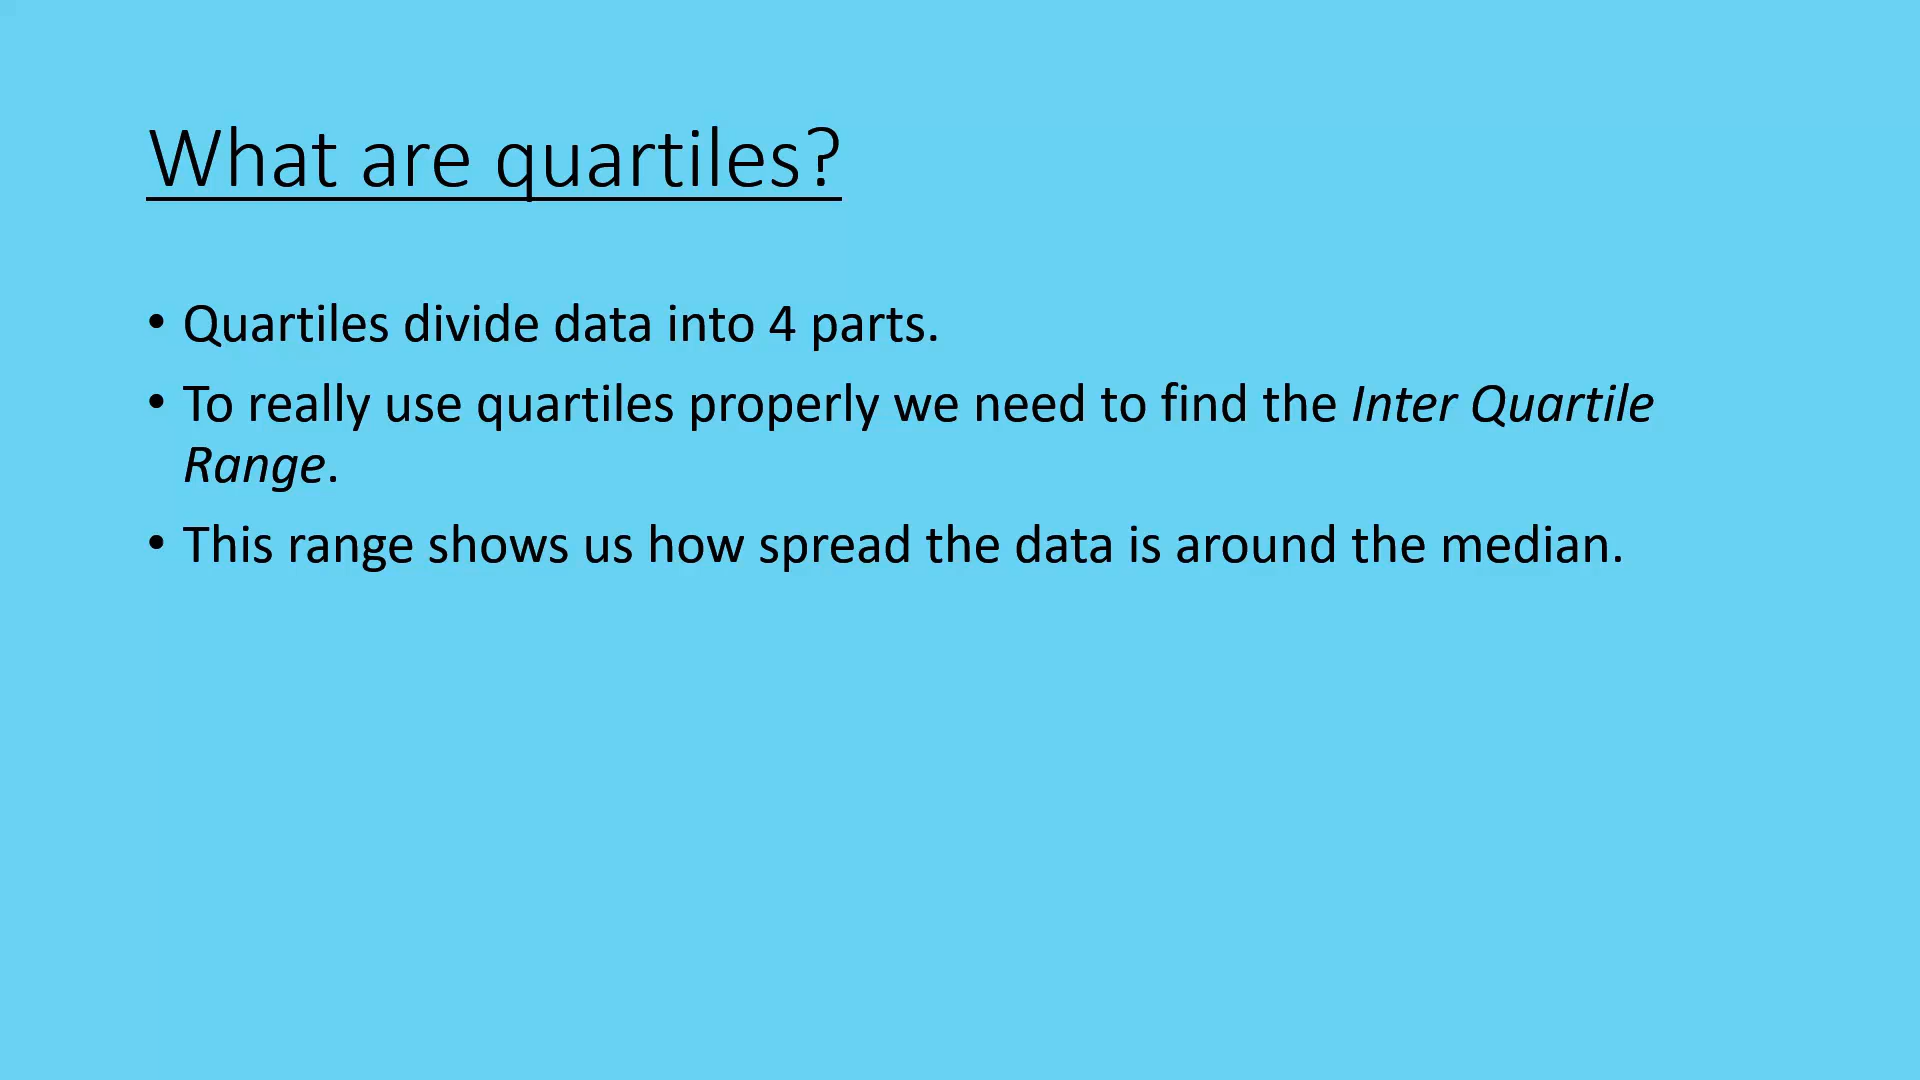 What are quartiles?
• Quartiles divide data into 4 parts.
• To really use quartiles properly we need to find the Inter Quartile
Range.
• This range shows us how spread the data is around the median.